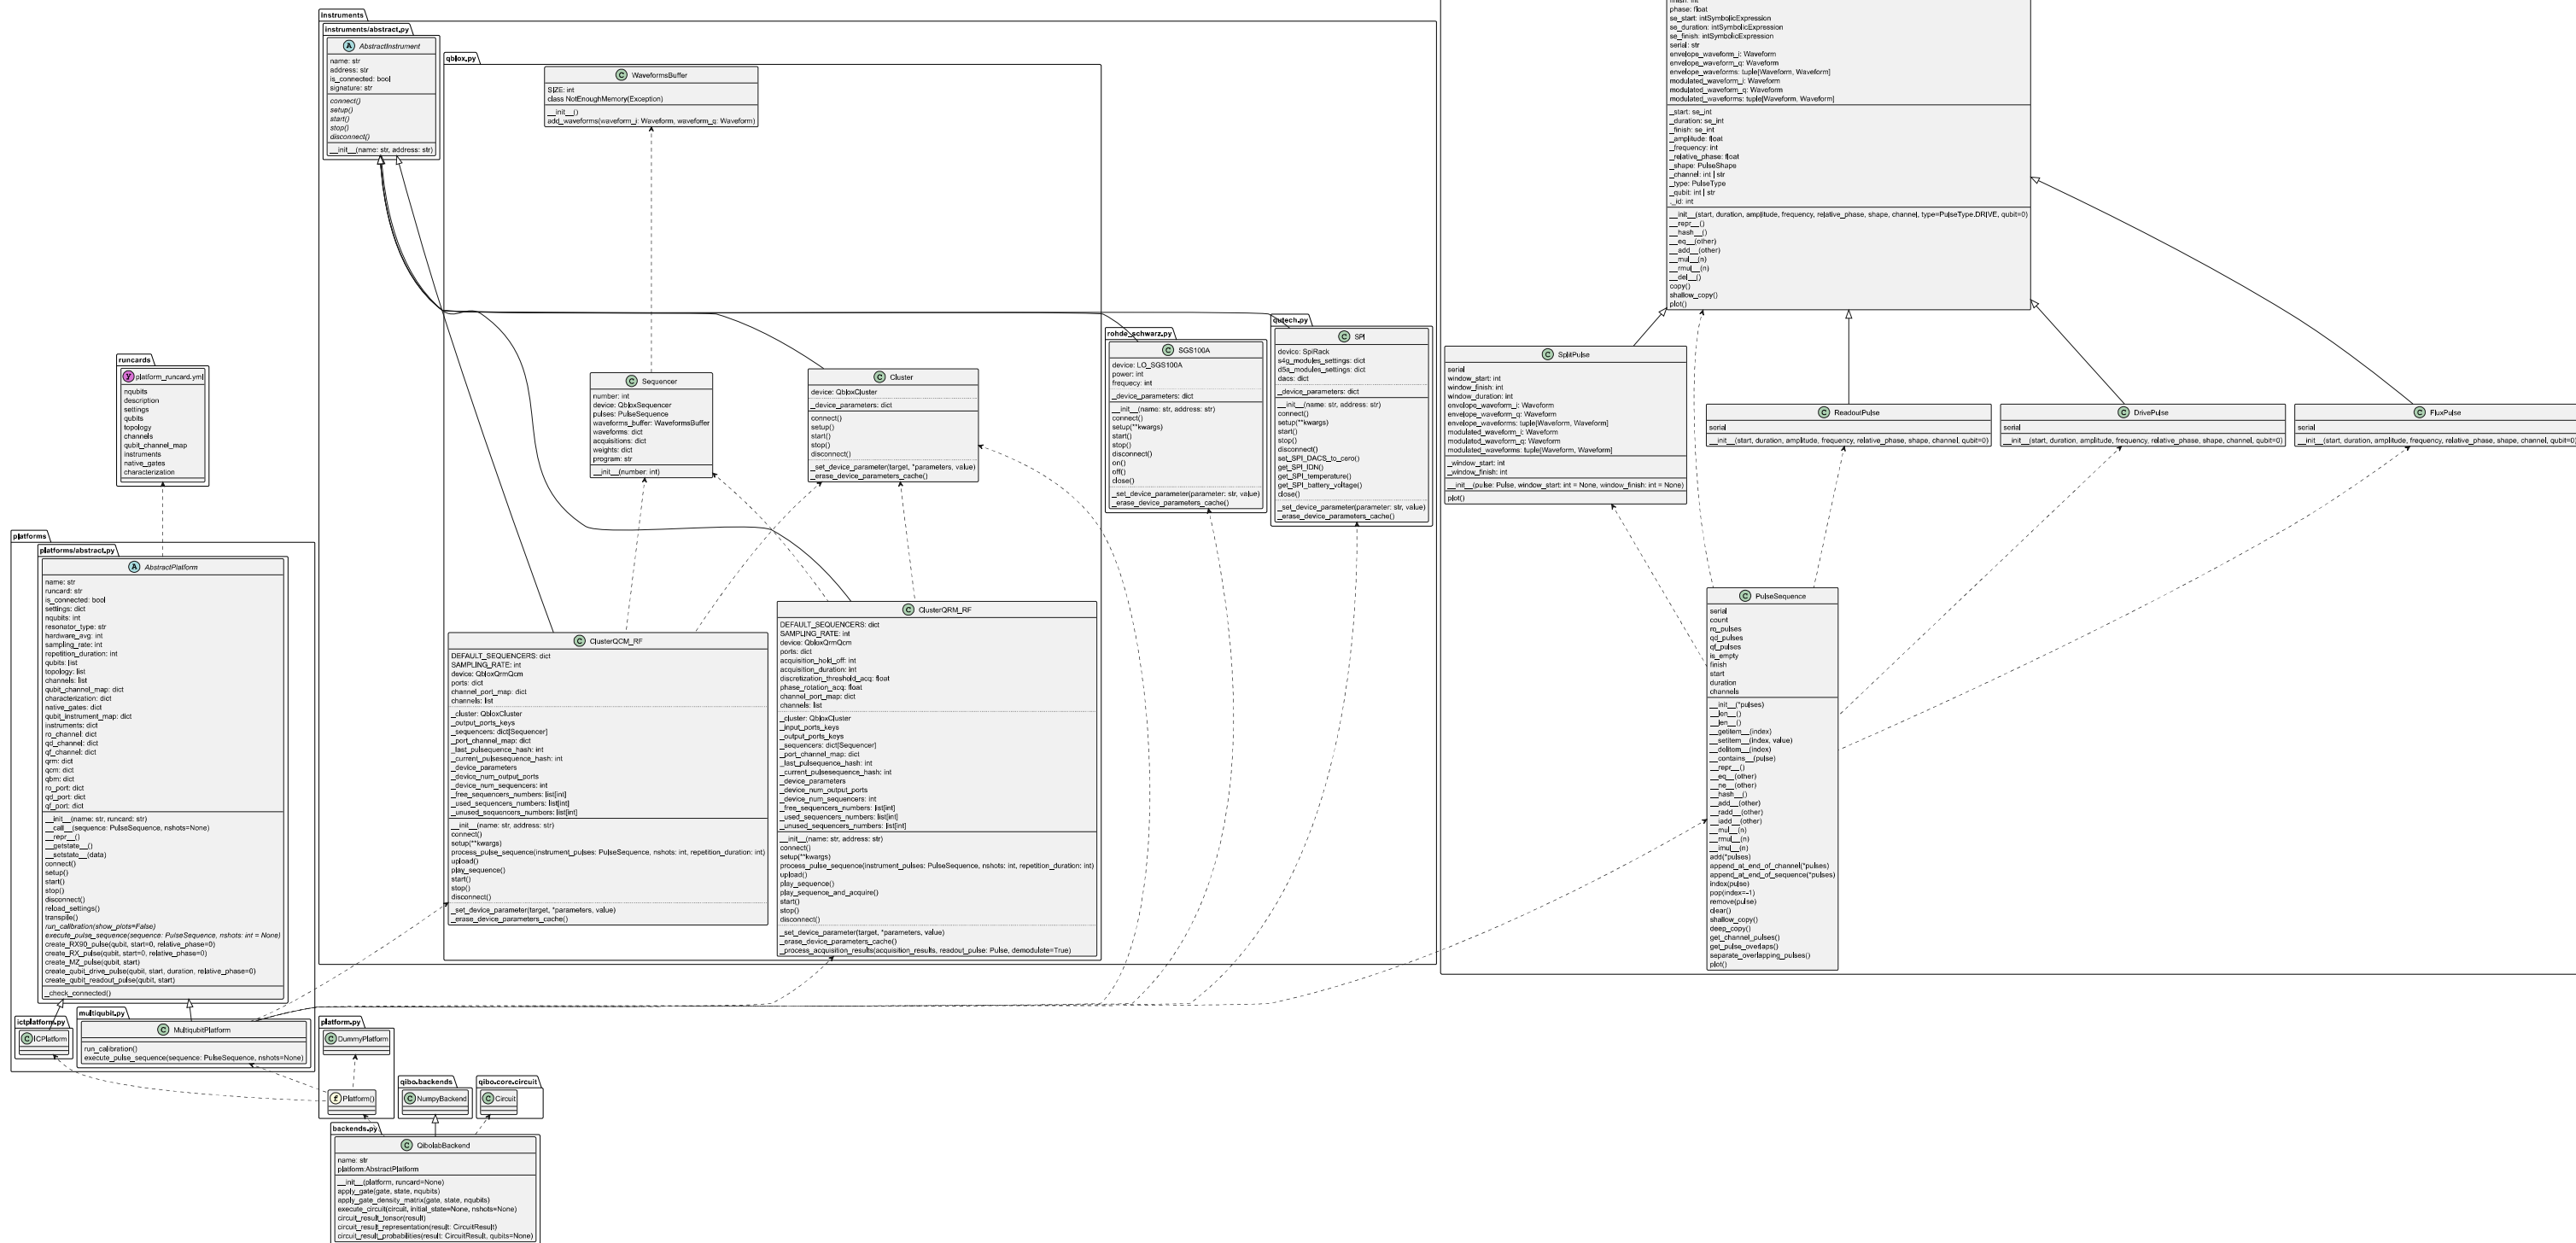 instruments
instruments/abstract.py
A AbstractInstrument
name: str
address: str
is_connected: bool
signature: str
connect()
setup()
start()
stop()
disconnect()
__init__(name: str, address: str)
qblox.py
C WaveformsBuffer
SIZE: int
class NotEnoughMemory(Exception)
__init__()
add_waveforms(waveform_i: Waveform, waveform_q: Waveform)
C Sequencer
number: int
device: QbloxSequencer
pulses: PulseSequence
waveforms_buffer: WaveformsBuffer
waveforms: dict
acquisitions: dict
weights: dict
program: str
__init__(number: int)
C Cluster
device: QbloxCluster
_device_parameters: dict
connect()
setup()
start()
stop()
disconnect()
_set_device_parameter(target, *parameters, value)
_erase_device_parameters_cache()
C ClusterQCM_RF
DEFAULT_SEQUENCERS: dict
SAMPLING_RATE: int
device: QbloxQrmQcm
ports: dict
channel_port_map: dict
channels: list
_cluster: QbloxCluster
_output_ports_keys
_sequencers: dict[Sequencer]
_port_channel_map: dict
_last_pulsequence_hash: int
_current_pulsesequence_hash: int
_device_parameters
_device_num_output_ports
_device_num_sequencers: int
_free_sequencers_numbers: list[int]
_used_sequencers_numbers: list[int]
_unused_sequencers_numbers: list[int]
__init__(name: str, address: str)
connect()
setup(**kwargs)
process_pulse_sequence(instrument_pulses: PulseSequence, nshots: int, repetition_duration: int)
upload()
play_sequence()
start()
stop()
disconnect()
_set_device_parameter(target, *parameters, value)
_erase_device_parameters_cache()
C ClusterQRM_RF
DEFAULT_SEQUENCERS: dict
SAMPLING_RATE: int
device: QbloxQrmQcm
ports: dict
acquisition_hold_off: int
acquisition_duration: int
discretization_threshold_acq: float
phase_rotation_acq: float
channel_port_map: dict
channels: list
_cluster: QbloxCluster
_input_ports_keys
_output_ports_keys
_sequencers: dict[Sequencer]
_port_channel_map: dict
_last_pulsequence_hash: int
_current_pulsesequence_hash: int
_device_parameters
_device_num_output_ports
_device_num_sequencers: int
_free_sequencers_numbers: list[int]
_used_sequencers_numbers: list[int]
_unused_sequencers_numbers: list[int]
__init__(name: str, address: str)
connect()
setup(**kwargs)
process_pulse_sequence(instrument_pulses: PulseSequence, nshots: int, repetition_duration: int)
upload()
play_sequence()
play_sequence_and_acquire()
start()
stop()
disconnect()
_set_device_parameter(target, *parameters, value)
_erase_device_parameters_cache()
_process_acquisition_results(acquisition_results, readout_pulse: Pulse, demodulate=True)
rohde_schwarz.py
C SGS100A
device: LO_SGS100A
power: int
frequecy: int
_device_parameters: dict
__init__(name: str, address: str)
connect()
setup(**kwargs)
start()
stop()
disconnect()
on()
off()
close()
_set_device_parameter(parameter: str, value)
_erase_device_parameters_cache()
qutech.py
C SPI
device: SpiRack
s4g_modules_settings: dict
d5a_modules_settings: dict
dacs: dict
_device_parameters: dict
__init__(name: str, address: str)
connect()
setup(**kwargs)
start()
stop()
disconnect()
set_SPI_DACS_to_cero()
get_SPI_IDN()
get_SPI_temperature()
get_SPI_battery_voltage()
close()
_set_device_parameter(parameter: str, value)
_erase_device_parameters_cache()
phase: float
se_start: intSymbolicExpression
se_duration: intSymbolicExpression
se_finish: intSymbolicExpression
serial: str
envelope_waveform_i: Waveform
envelope_waveform_q: Waveform
envelope_waveforms: tuple[Waveform, Waveform]
modulated_waveform_i: Waveform
modulated_waveform_q: Waveform
modulated_waveforms: tuple[Waveform, Waveform]
_start: se_int
_duration: se_int
_finish: se_int
_amplitude: float
_frequency: int
_relative_phase: float
_shape: PulseShape
_channel: int | str
_type: PulseType
_qubit: int | str
._id: int
__init__(start, duration, amplitude, frequency, relative_phase, shape, channel, type=PulseType.DRIVE, qubit=0)
__repr__()
__hash__()
__eq__(other)
__add__(other)
__mul__(n)
__rmul__(n)
__del__()
copy()
shallow_copy()
plot()
C SplitPulse
serial
window_start: int
window_finish: int
window_duration: int
envelope_waveform_i: Waveform
envelope_waveform_q: Waveform
envelope_waveforms: tuple[Waveform, Waveform]
modulated_waveform_i: Waveform
modulated_waveform_q: Waveform
modulated_waveforms: tuple[Waveform, Waveform]
_window_start: int
_window_finish: int
__init__(pulse: Pulse, window_start: int = None, window_finish: int = None)
plot()
C ReadoutPulse
serial
__init__(start, duration, amplitude, frequency, relative_phase, shape, channel, qubit=0)
C DrivePulse
serial
__init__(start, duration, amplitude, frequency, relative_phase, shape, channel, qubit=0)
C FluxPulse
serial
__init__(start, duration, amplitude, frequency, relative_phase, shape, channel, qubit=0)
C PulseSequence
serial
count
ro_pulses
qd_pulses
qf_pulses
is_empty
finish
start
duration
channels
__init__(*pulses)
__len__()
__len__()
__getitem__(index)
__setitem__(index, value)
__delitem__(index)
__contains__(pulse)
__repr__()
__eq__(other)
__ne__(other)
__hash__()
__add__(other)
__radd__(other)
__iadd__(other)
__mul__(n)
__rmul__(n)
__imul__(n)
add(*pulses)
append_at_end_of_channel(*pulses)
append_at_end_of_sequence(*pulses)
index(pulse)
pop(index=-1)
remove(pulse)
clear()
shallow_copy()
deep_copy()
get_channel_pulses()
get_pulse_overlaps()
separate_overlapping_pulses()
plot()
runcards
y platform_runcard.yml
nqubits
description
settings
qubits
topology
channels
qubit_channel_map
instruments
native_gates
characterization
platforms
platforms/abstract.py
A AbstractPlatform
name: str
runcard: str
is_connected: bool
settings: dict
nqubits: int
resonator_type: str
hardware_avg: int
sampling_rate: int
repetition_duration: int
qubits: list
topology: list
channels: list
qubit_channel_map: dict
characterization: dict
native_gates: dict
qubit_instrument_map: dict
instruments: dict
ro_channel: dict
qd_channel: dict
qf_channel: dict
qrm: dict
qcm: dict
qbm: dict
ro_port: dict
qd_port: dict
qf_port: dict
__init__(name: str, runcard: str)
__call__(sequence: PulseSequence, nshots=None)
__repr__()
__getstate__()
__setstate__(data)
connect()
setup()
start()
stop()
disconnect()
reload_settings()
transpile()
run_calibration(show_plots=False)
execute_pulse_sequence(sequence: PulseSequence, nshots: int = None)
create_RX90_pulse(qubit, start=0, relative_phase=0)
create_RX_pulse(qubit, start=0, relative_phase=0)
create_MZ_pulse(qubit, start)
create_qubit_drive_pulse(qubit, start, duration, relative_phase=0)
create_qubit_readout_pulse(qubit, start)
_check_connected()
ictplatform.py
C ICPlatform
multiqubit.py
C MultiqubitPlatform
run_calibration()
execute_pulse_sequence(sequence: PulseSequence, nshots=None)
platform.py
C DummyPlatform
f Platform()
qibo.backends
C NumpyBackend
qibo.core.circuit
C Circuit
backends.py
C QibolabBackend
name: str
platform:AbstractPlatform
__init__(platform, runcard=None)
apply_gate(gate, state, nqubits)
apply_gate_density_matrix(gate, state, nqubits)
execute_circuit(circuit, initial_state=None, nshots=None)
circuit_result_tensor(result)
circuit_result_representation(result: CircuitResult)
circuit_result_probabilities(result: CircuitResult, qubits=None)